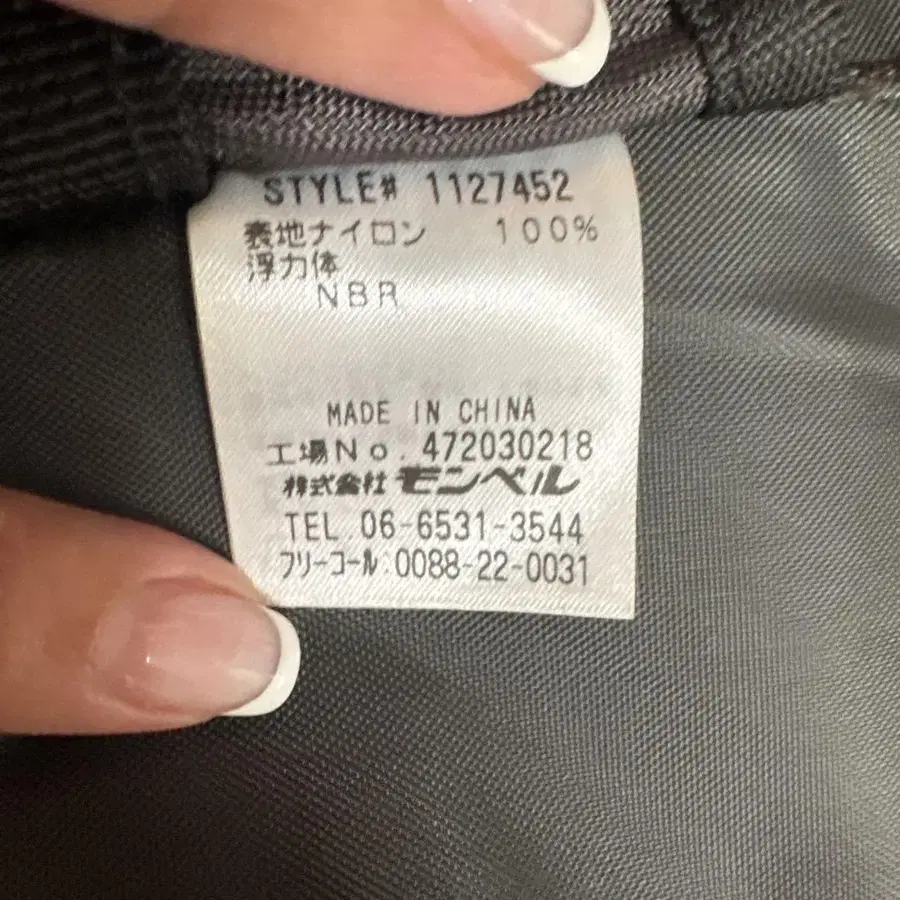 STYLE# 1127452
表地ナイロン 100%
浮力体
NBR
MADE IN CHINA
工場No. 472030218
株式会社 モンベル
TEL 06-6531-3544
フリーコール:0088-22-0031